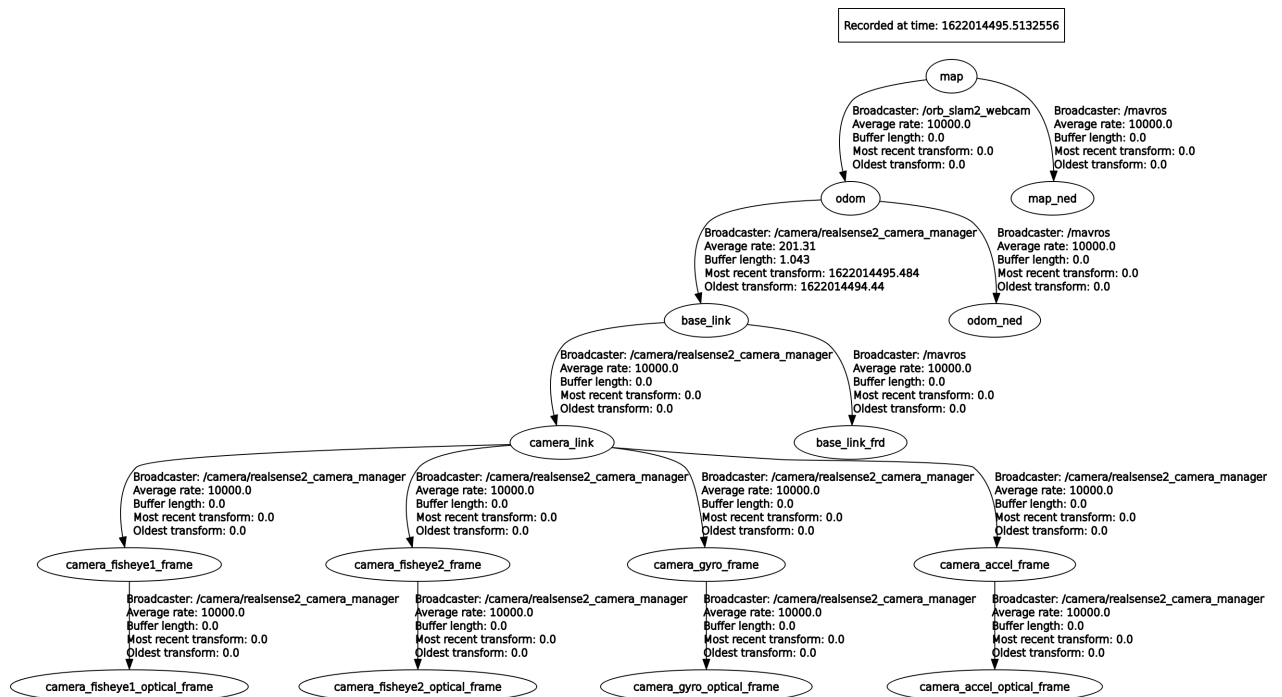 Recorded at time: 1622014495.5132556
map
Broadcaster: /orb_slam2_webcam
Average rate: 10000.0
Buffer length: 0.0
Most recent transform: 0.0
Oldest transform: 0.0
Broadcaster: /mavros
Average rate: 10000.0
Buffer length: 0.0
Most recent transform: 0.0
Oldest transform: 0.0
odom
map_ned
Broadcaster: /camera/realsense2_camera_manager
Average rate: 201.31
Buffer length: 1.043
Most recent transform: 1622014495.484
Oldest transform: 1622014494.44
Broadcaster: /mavros
Average rate: 10000.0
Buffer length: 0.0
Most recent transform: 0.0
Oldest transform: 0.0
base_link
odom_ned
Broadcaster: /camera/realsense2_camera_manager
Average rate: 10000.0
Buffer length: 0.0
Most recent transform: 0.0
Oldest transform: 0.0
Broadcaster: /mavros
Average rate: 10000.0
Buffer length: 0.0
Most recent transform: 0.0
Oldest transform: 0.0
camera_link
base_link_frd
Broadcaster: /camera/realsense2_camera_manager
Average rate: 10000.0
Buffer length: 0.0
Most recent transform: 0.0
Oldest transform: 0.0
Broadcaster: /camera/realsense2_camera_manager
Average rate: 10000.0
Buffer length: 0.0
Most recent transform: 0.0
Oldest transform: 0.0
Broadcaster: /camera/realsense2_camera_manager
Average rate: 10000.0
Buffer length: 0.0
Most recent transform: 0.0
Oldest transform: 0.0
Broadcaster: /camera/realsense2_camera_manager
Average rate: 10000.0
Buffer length: 0.0
Most recent transform: 0.0
Oldest transform: 0.0
camera_fisheye1_frame
camera_fisheye2_frame
camera_gyro_frame
camera_accel_frame
Broadcaster: /camera/realsense2_camera_manager
Average rate: 10000.0
Buffer length: 0.0
Most recent transform: 0.0
Oldest transform: 0.0
Broadcaster: /camera/realsense2_camera_manager
Average rate: 10000.0
Buffer length: 0.0
Most recent transform: 0.0
Oldest transform: 0.0
Broadcaster: /camera/realsense2_camera_manager
Average rate: 10000.0
Buffer length: 0.0
Most recent transform: 0.0
Oldest transform: 0.0
Broadcaster: /camera/realsense2_camera_manager
Average rate: 10000.0
Buffer length: 0.0
Most recent transform: 0.0
Oldest transform: 0.0
camera_fisheye1_optical_frame
camera_fisheye2_optical_frame
camera_gyro_optical_frame
camera_accel_optical_frame